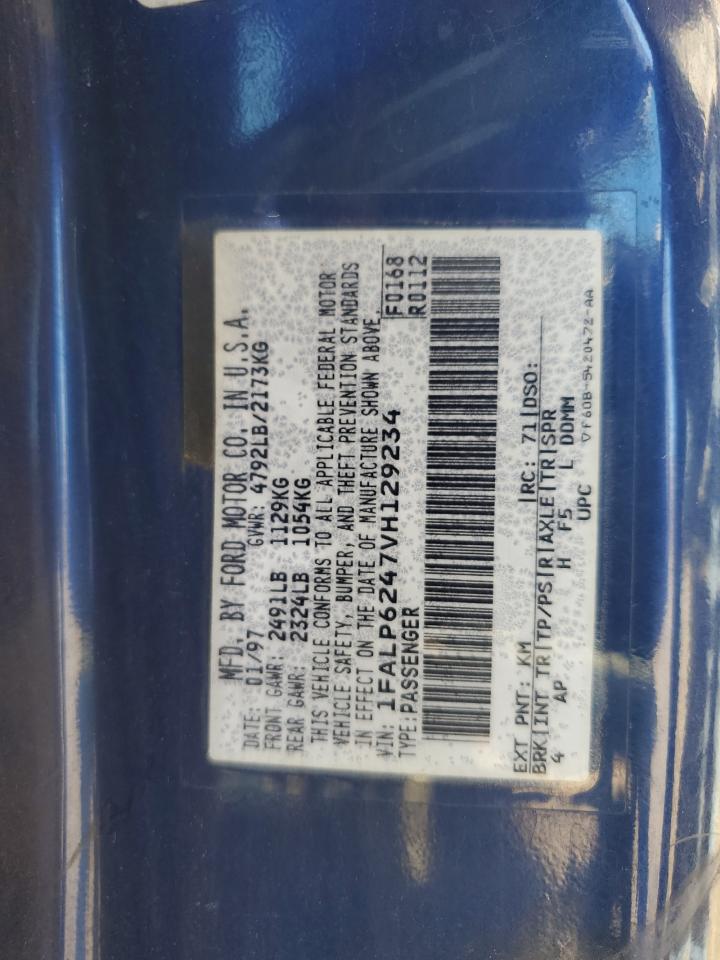 MFD. BY FORD MOTOR CO. IN U.S.A.
DATE: 01/97 GVWR: 4792LB/2173KG
FRONT GAWR: 2491LB 1129KG
REAR GAWR: 2324LB 1054KG
THIS VEHICLE CONFORMS TO ALL APPLICABLE FEDERAL MOTOR
VEHICLE SAFETY, BUMPER, AND THEFT PREVENTION STANDARDS
IN EFFECT ON THE DATE OF MANUFACTURE SHOWN ABOVE.
VIN: 1FALP6247VH129234 F0168
TYPE: PASSENGER R0112
EXT PNT: KM RC: 71 DSO:
BRK INT TR TP/PS R AXLE TR SPR
4 AP H F5 L DDMM
UPC VF60B-5420472-AA